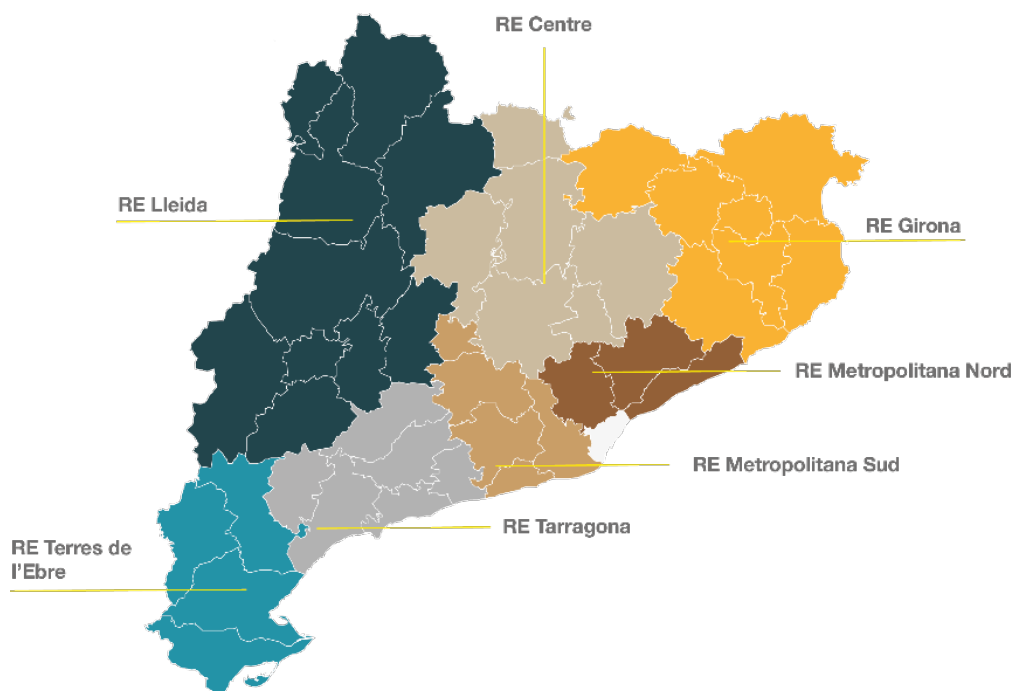 RE Centre
RE Lleida
RE Girona
RE Metropolitana Nord
RE Metropolitana Sud
RE Tarragona
RE Terres de
l'Ebre